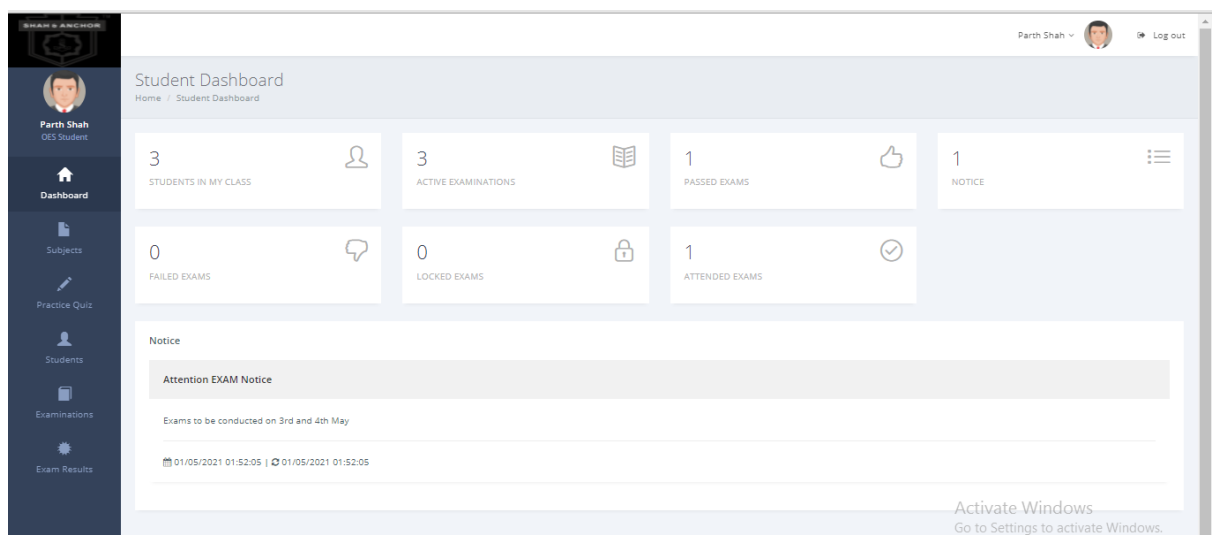 SHAH & ANCHOR
Parth Shah
Log out
Parth Shah
OES Student
Dashboard
Subjects
Practice Quiz
Students
Examinations
Exam Results
Student Dashboard
Home / Student Dashboard
3
STUDENTS IN MY CLASS
3
ACTIVE EXAMINATIONS
1
PASSED EXAMS
1
NOTICE
0
FAILED EXAMS
0
LOCKED EXAMS
1
ATTENDED EXAMS
Notice
Attention EXAM Notice
Exams to be conducted on 3rd and 4th May
01/05/2021 01:52:05 | 01/05/2021 01:52:05
Activate Windows
Go to Settings to activate Windows.